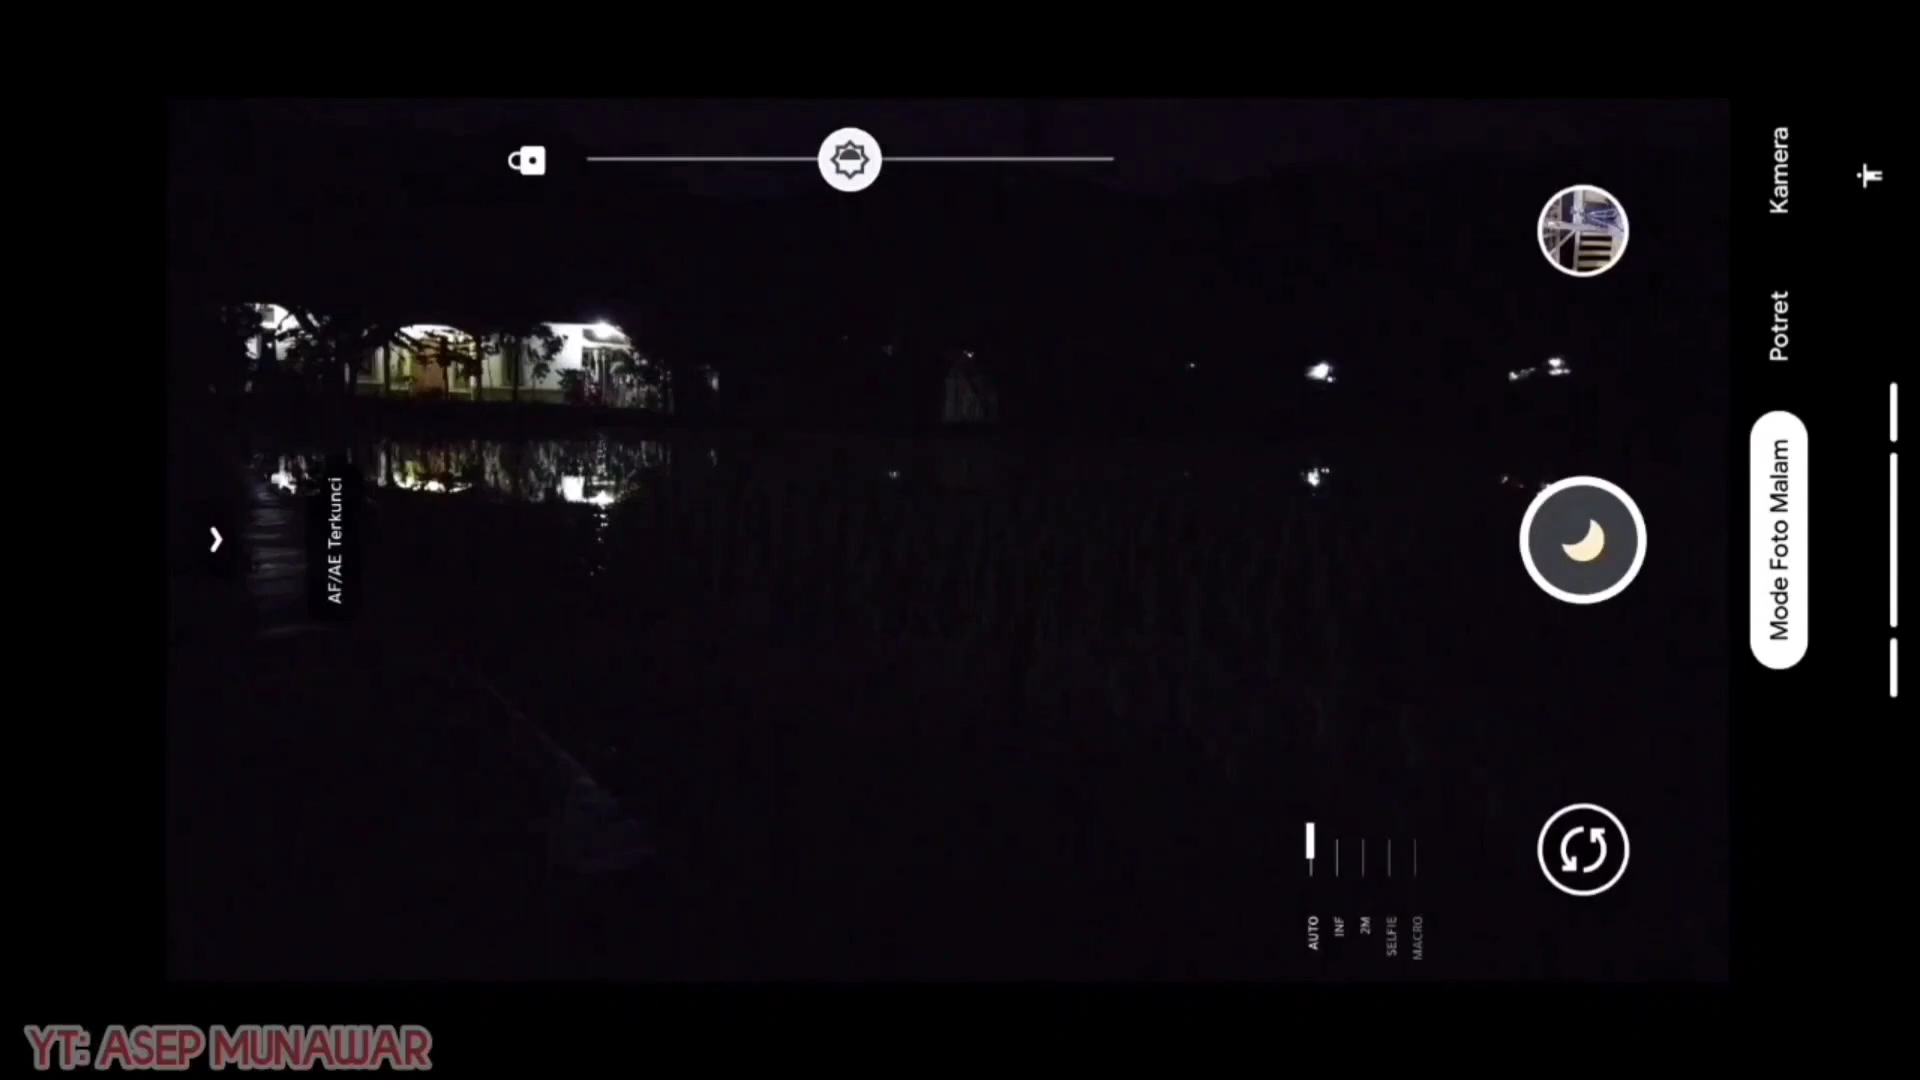 Kamera
Potret
Mode Foto Malam
AF/AE Terkunci
AUTO
INF
2M
SELFIE
MACRO
YT: ASEP MUNAWAR